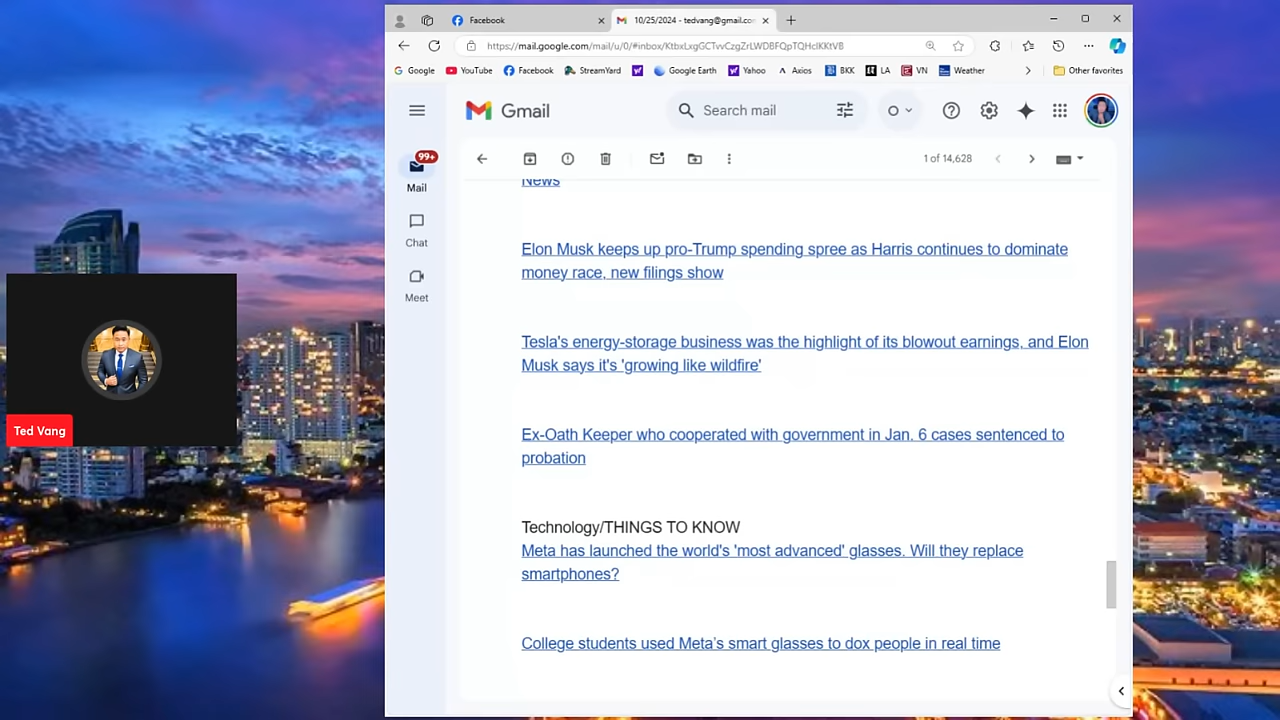 Facebook
10/25/2024 - tedvang@gmail.co
https://mail.google.com/mail/u/0/#inbox/KtbxLxgGCTvvCzgZrLWDBFQpTQHclKKtVB
Google
YouTube
Facebook
StreamYard
Google Earth
Yahoo
Axios
BKK
LA
VN
Weather
Other favorites
Gmail
Search mail
99+
Mail
Chat
Meet
1 of 14,628
News
Elon Musk keeps up pro-Trump spending spree as Harris continues to dominate
money race, new filings show
Tesla's energy-storage business was the highlight of its blowout earnings, and Elon
Musk says it's 'growing like wildfire'
Ex-Oath Keeper who cooperated with government in Jan. 6 cases sentenced to
probation
Technology/THINGS TO KNOW
Meta has launched the world's 'most advanced' glasses. Will they replace
smartphones?
College students used Meta's smart glasses to dox people in real time
Ted Vang